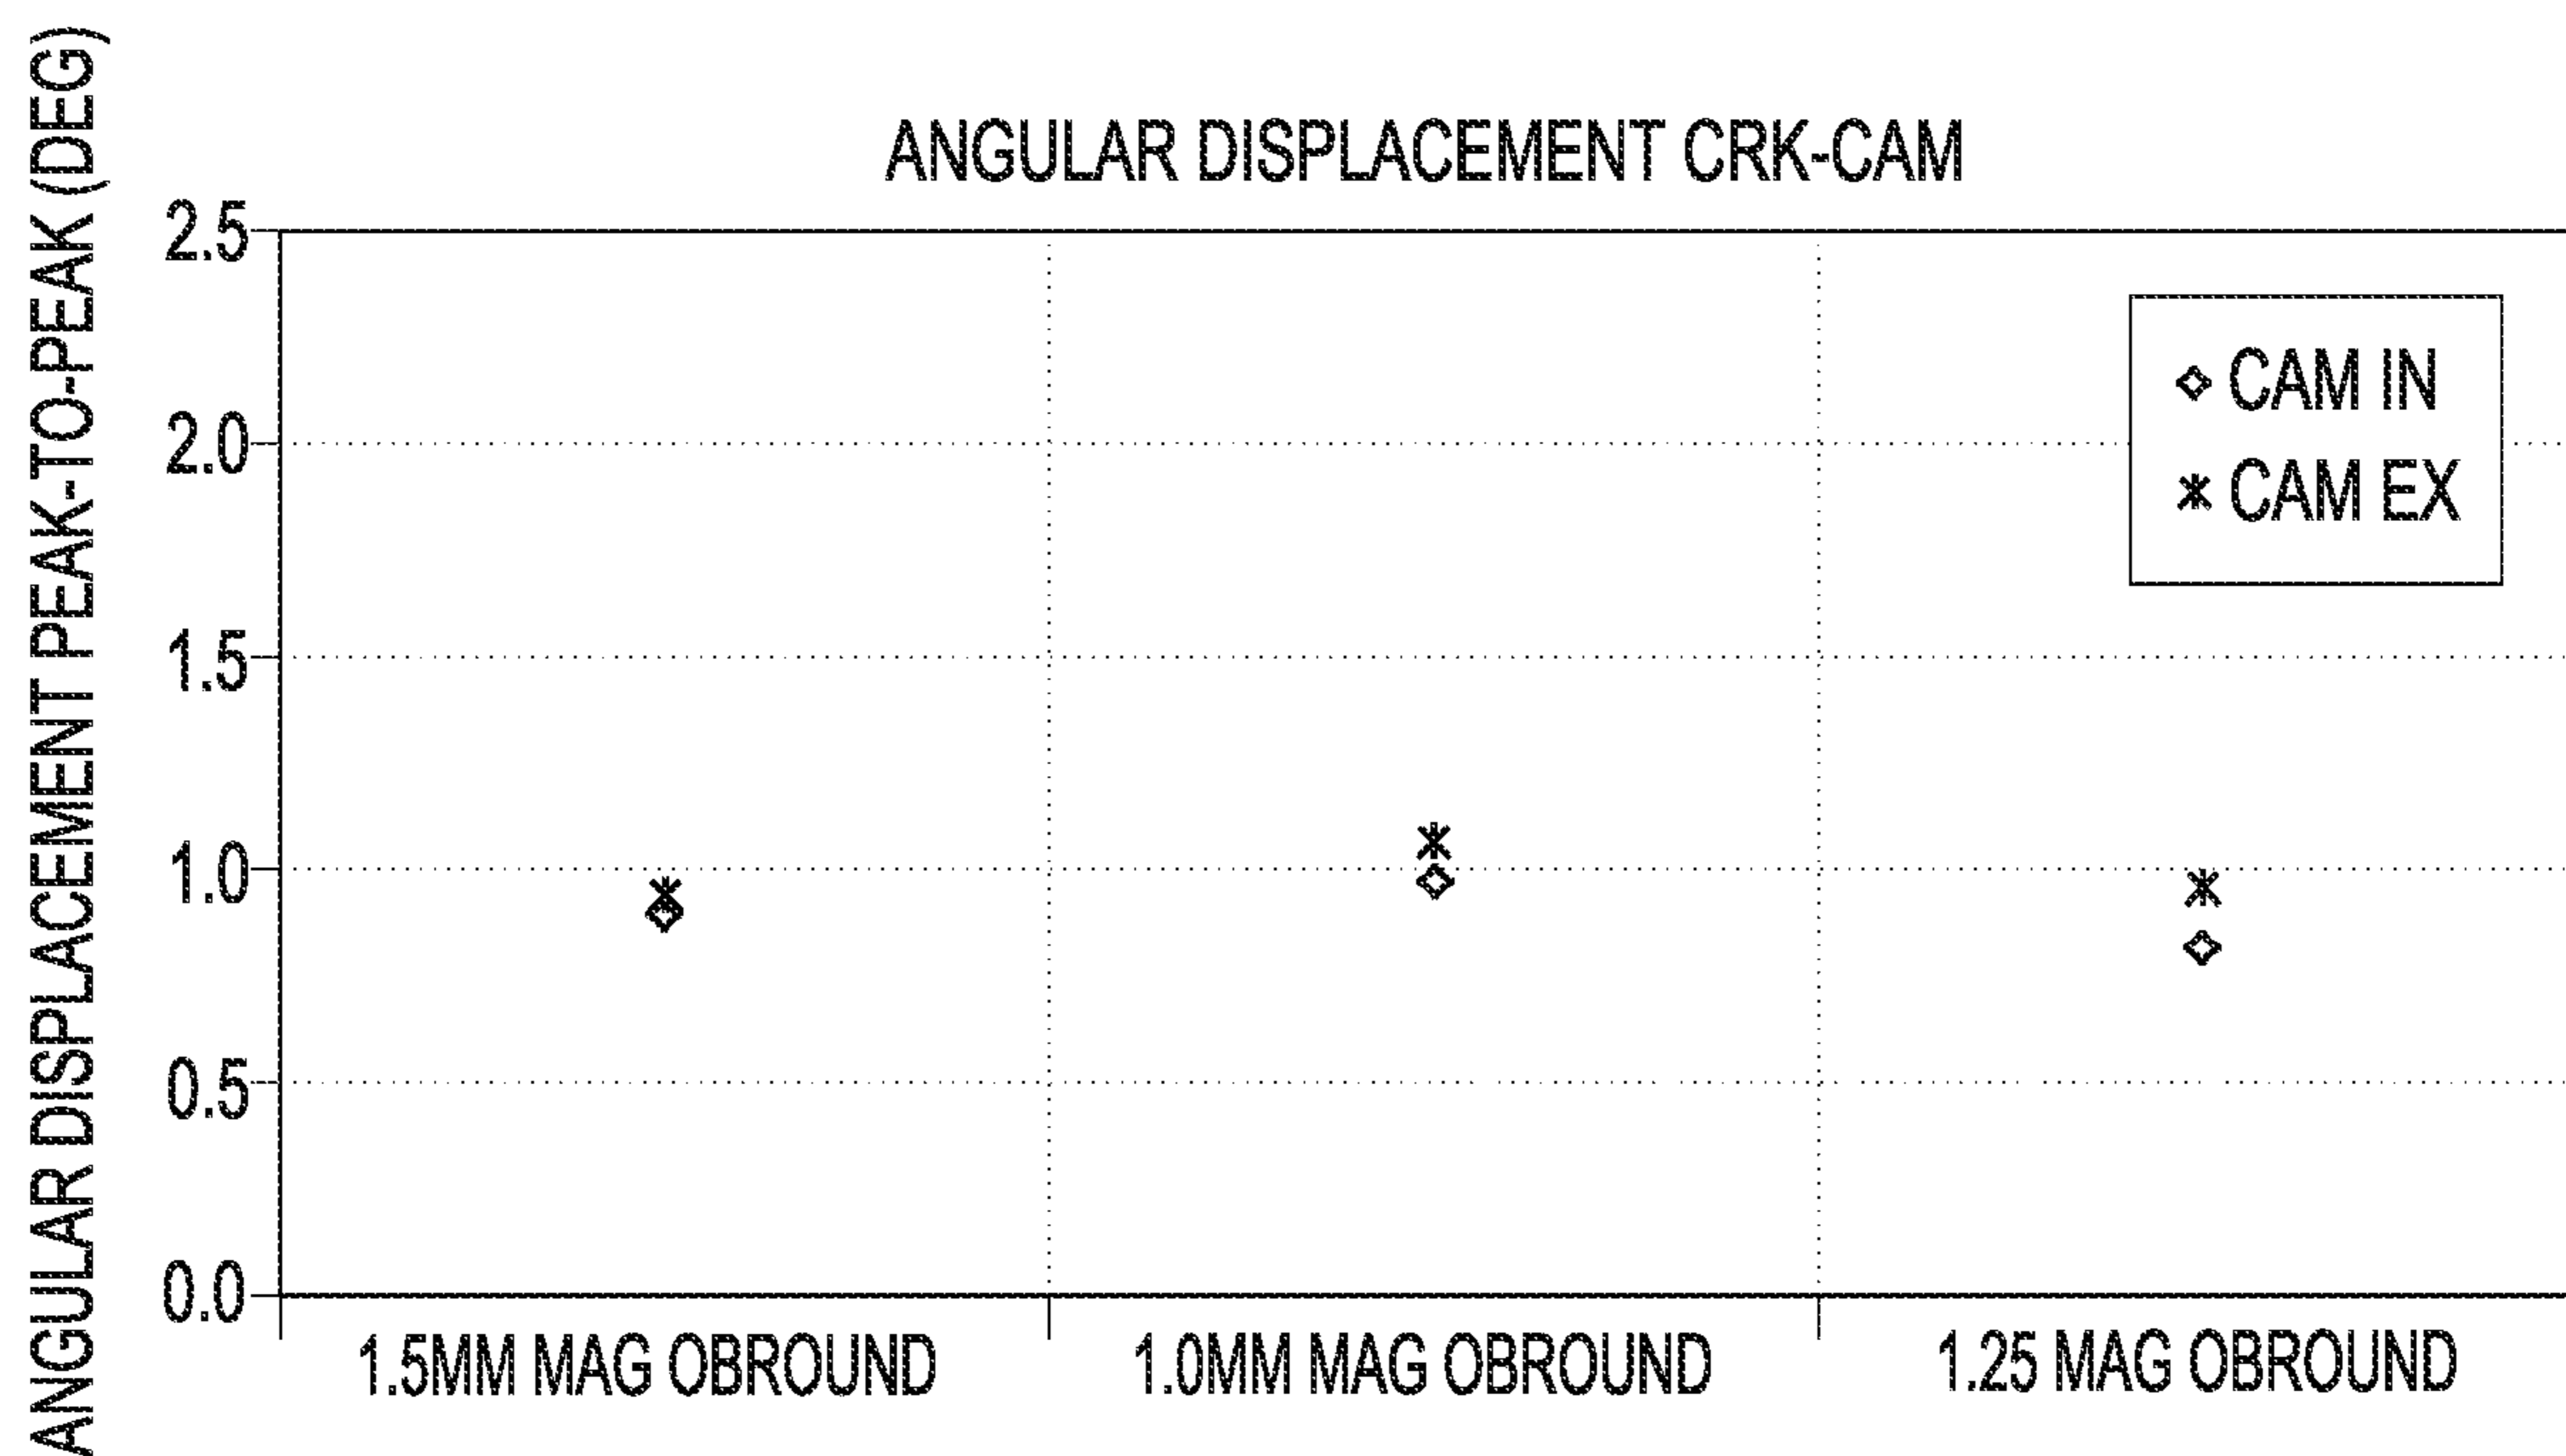 ANGULAR DISPLACEMENT PEAK-TO-PEAK (DEG)
ANGULAR DISPLACEMENT CRK-CAM
2.5
2.0
1.5
1.0
0.5
0.0
CAM IN
CAM EX
1.5MM MAG OBROUND
1.0MM MAG OBROUND
1.25 MAG OBROUND